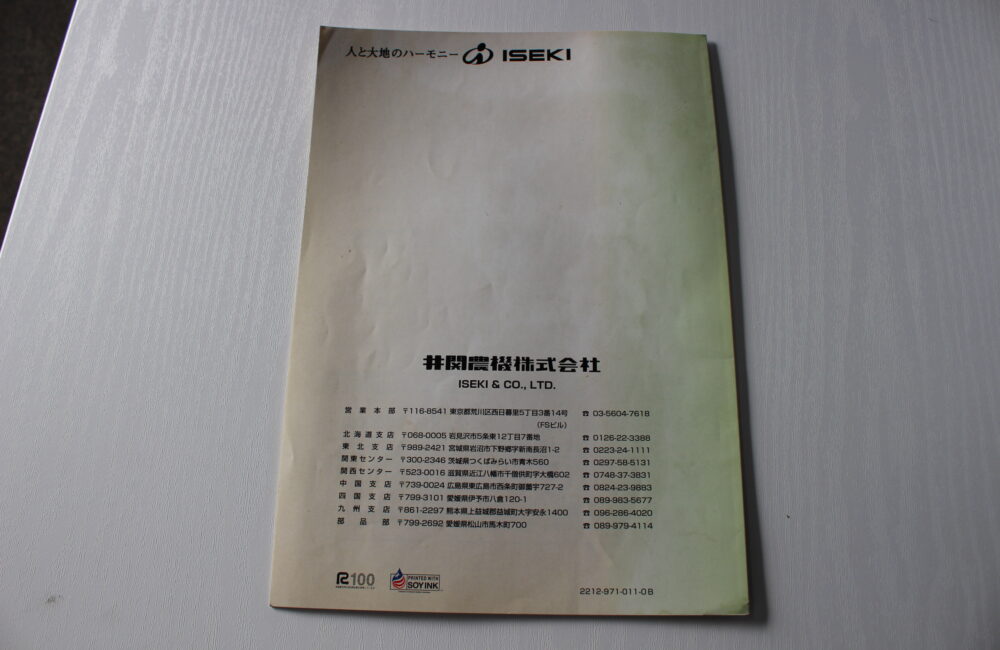 人と大地のハーモニー ISEKI
井関農機株式会社
ISEKI & CO., LTD.
営業本部 〒116-8541 東京都荒川区西日暮里5丁目3番14号 ☎ 03-5604-7618
(FSビル)
北海道支店 〒068-0005 岩見沢市5条東12丁目7番地 ☎ 0126-22-3388
東北支店 〒989-2421 宮城県岩沼市下野郷字新南長沼1-2 ☎ 0223-24-1111
関東センター 〒300-2346 茨城県つくばみらい市青木560 ☎ 0297-58-5131
関西センター 〒523-0016 滋賀県近江八幡市千僧供町字大橋602 ☎ 0748-37-3831
中国支店 〒739-0024 広島県東広島市西条町御薗宇727-2 ☎ 0824-23-9883
四国支店 〒799-3101 愛媛県伊予市八倉120-1 ☎ 089-983-5677
九州支店 〒861-2297 熊本県上益城郡益城町大字安永1400 ☎ 096-286-4020
部品部 〒799-2692 愛媛県松山市馬木町700 ☎ 089-979-4114
R100
PRINTED WITH
SOY INK
2212-971-011-0B